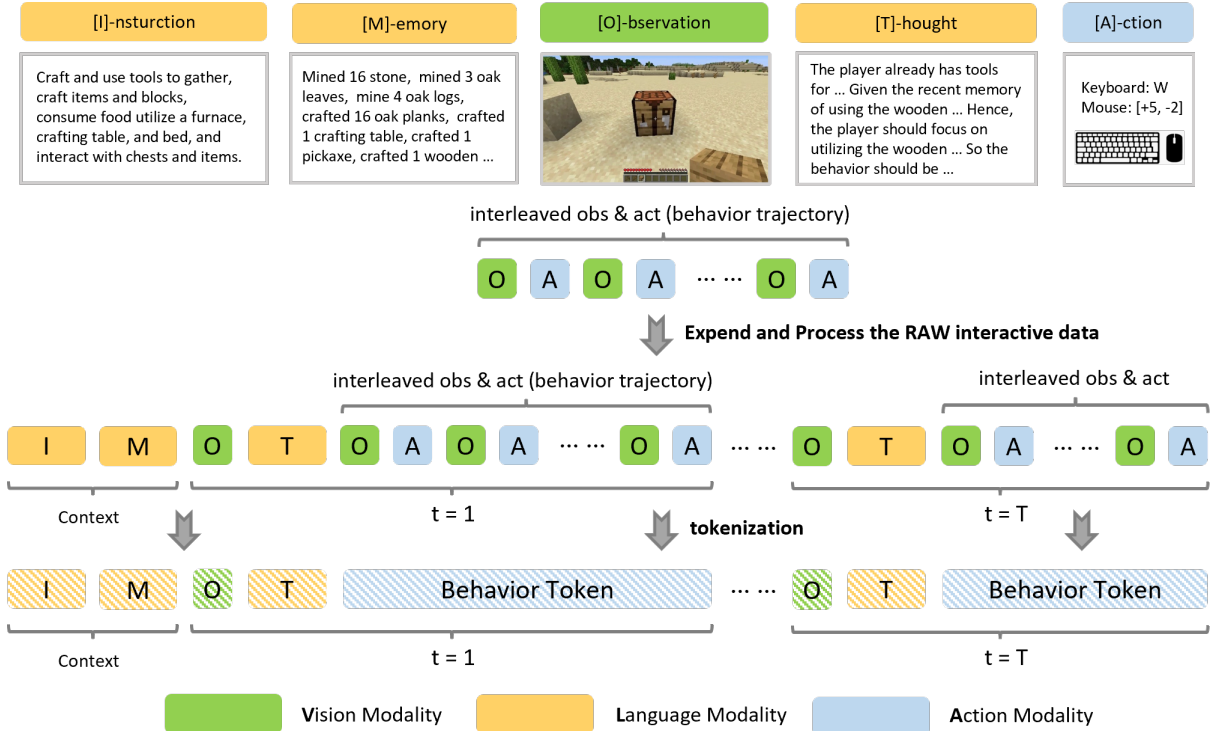 [I]-nsturction
[M]-emory
[O]-bservation
[T]-hought
[A]-ction
Craft and use tools to gather,
craft items and blocks,
consume food utilize a furnace,
crafting table, and bed, and
interact with chests and items.
Mined 16 stone, mined 3 oak
leaves, mine 4 oak logs,
crafted 16 oak planks, crafted
1 crafting table, crafted 1
pickaxe, crafted 1 wooden ...
The player already has tools
for ... Given the recent memory
of using the wooden ... Hence,
the player should focus on
utilizing the wooden ... So the
behavior should be ...
Keyboard: W
Mouse: [+5, -2]
interleaved obs & act (behavior trajectory)
O A O A ... ... O A
Expend and Process the RAW interactive data
interleaved obs & act (behavior trajectory)
interleaved obs & act
I M O T O A O A ... ... O A ... ... O T O A ... ... O A
Context
t = 1
t = T
tokenization
I M O T Behavior Token ... ... O T Behavior Token
Context
t = 1
t = T
Vision Modality
Language Modality
Action Modality